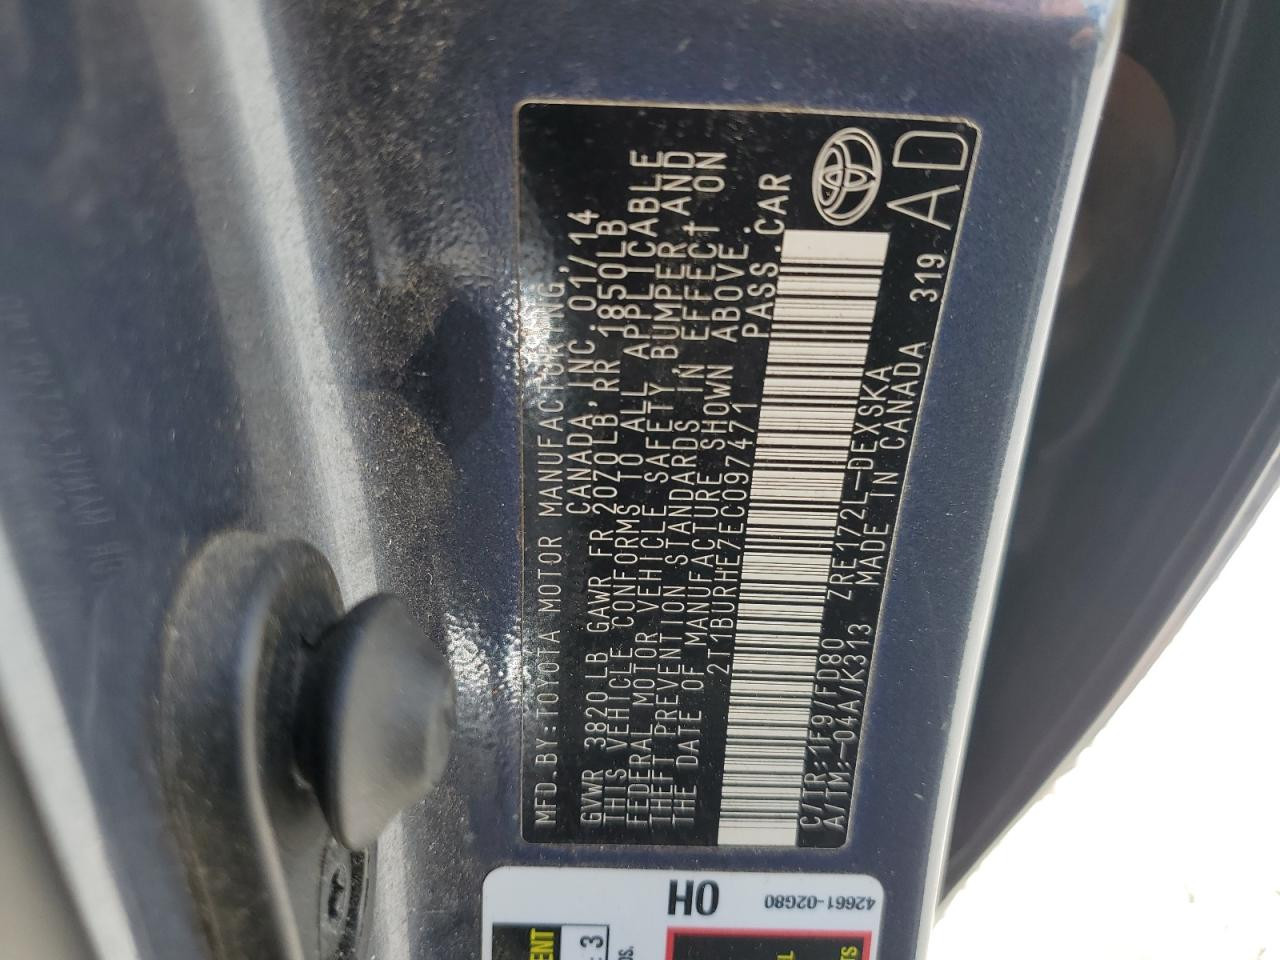 MFD.BY:TOYOTA MOTOR MANUFACTURING,
CANADA,INC.01/14
GVWR 3820 LB GAWR FR 2070LB,RR 1850LB
THIS VEHICLE CONFORMS TO ALL APPLICABLE
FEDERAL MOTOR VEHICLE SAFETY BUMPER AND
THEFT PREVENTION STANDARDS IN EFFECT ON
THE DATE OF MANUFACTURE SHOWN ABOVE.
2T1BURHE7EC097471 PASS.CAR
C/TR:1F9/FD80 ZRE172L-DEXSKA
A/TM:-04A/K313 MADE IN CANADA 319
AD
OH
42661-02G80
3